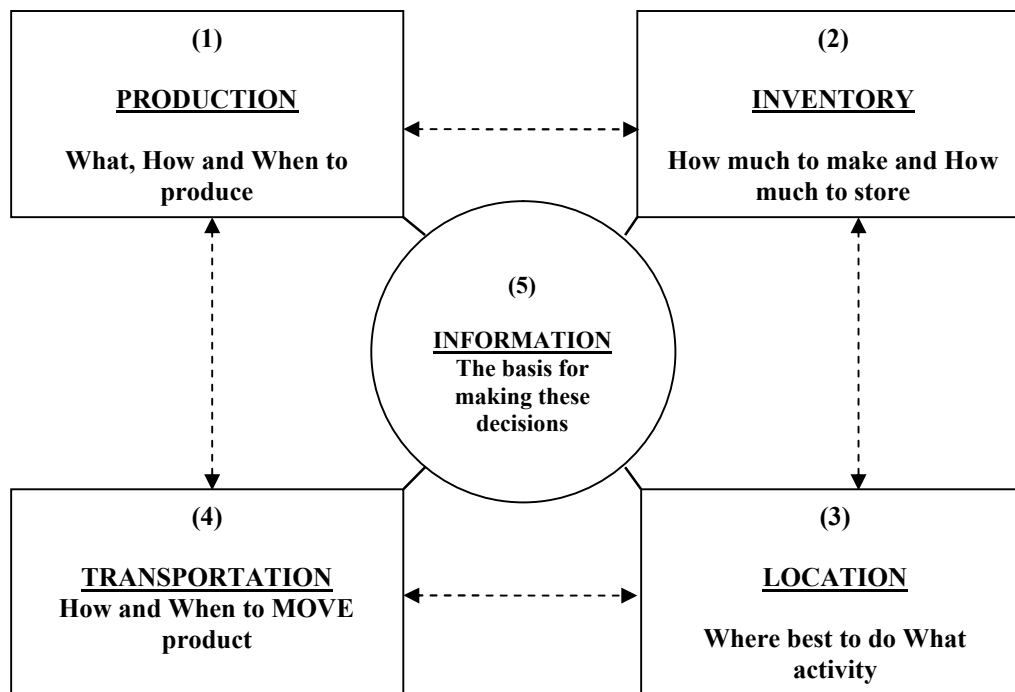 (1)
PRODUCTION
What, How and When to
produce
(2)
INVENTORY
How much to make and How
much to store
(5)
INFORMATION
The basis for
making these
decisions
(4)
TRANSPORTATION
How and When to MOVE
product
(3)
LOCATION
Where best to do What
activity